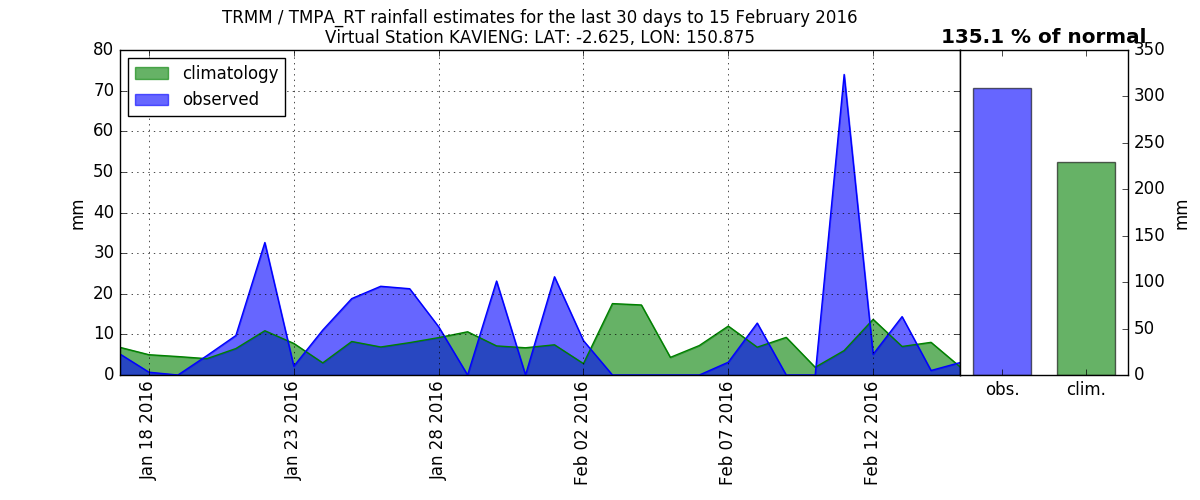 TRMM / TMPA_RT rainfall estimates for the last 30 days to 15 February 2016
Virtual Station KAVIENG: LAT: -2.625, LON: 150.875
135.1 % of normal
climatology
observed
80
70
60
50
40
30
20
10
0
mm
Jan 18 2016
Jan 23 2016
Jan 28 2016
Feb 02 2016
Feb 07 2016
Feb 12 2016
350
300
250
200
150
100
50
0
mm
obs.
clim.